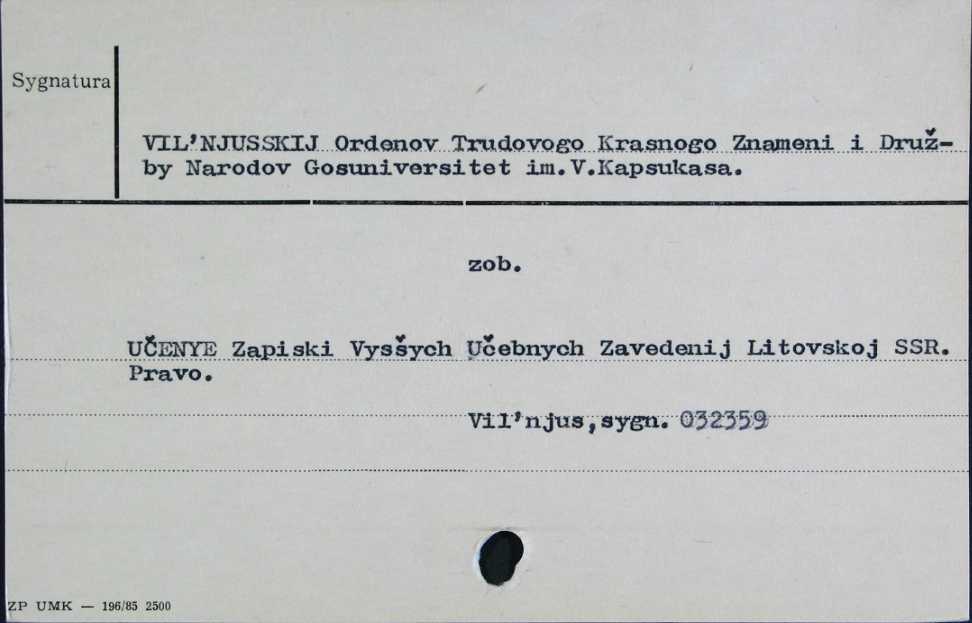 Sygnatura
VIL'NJUSSKIJ Ordenov Trudovogo Krasnogo Znameni i Druž-
by Narodov Gosuniversitet im.V.Kapsukasa.
zob.
UČENYE Zapiski Vysšych Učebnych Zavedenij Litovskoj SSR.
Pravo.
Vil'njus,sygn. 032359
ZP UMK — 196/85 2500